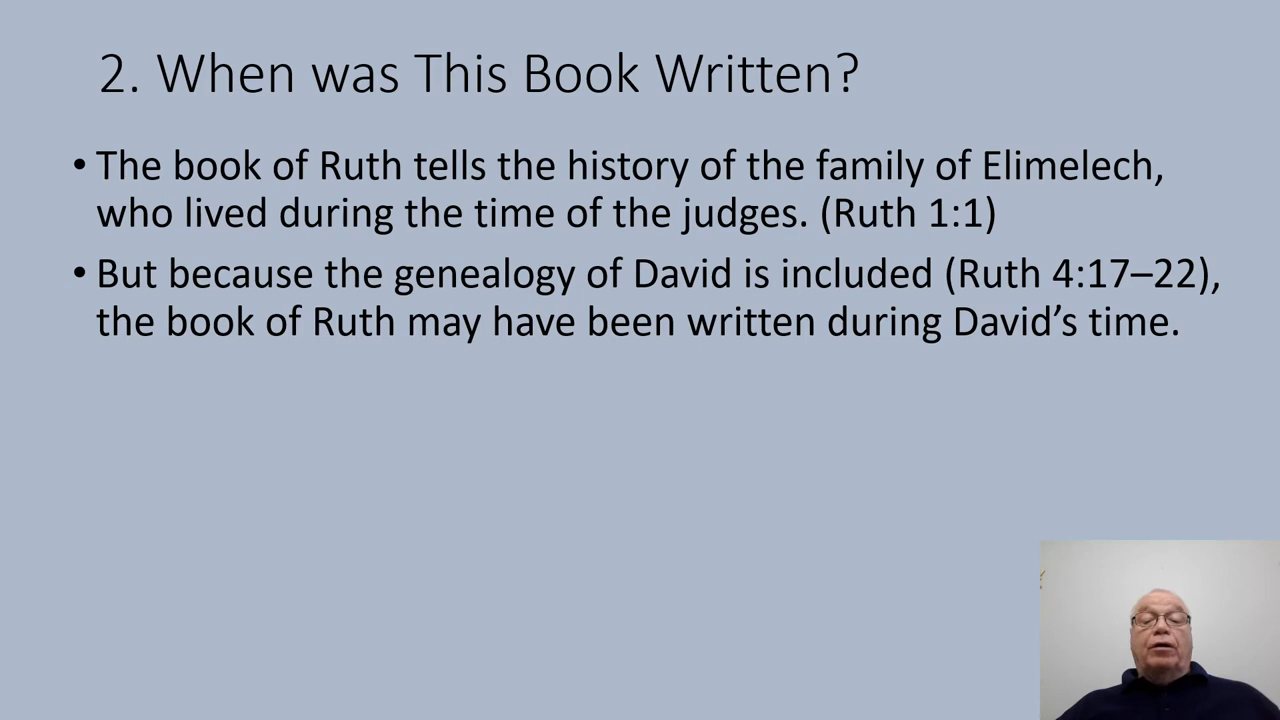 2. When was This Book Written?
• The book of Ruth tells the history of the family of Elimelech,
who lived during the time of the judges. (Ruth 1:1)
• But because the genealogy of David is included (Ruth 4:17–22),
the book of Ruth may have been written during David’s time.